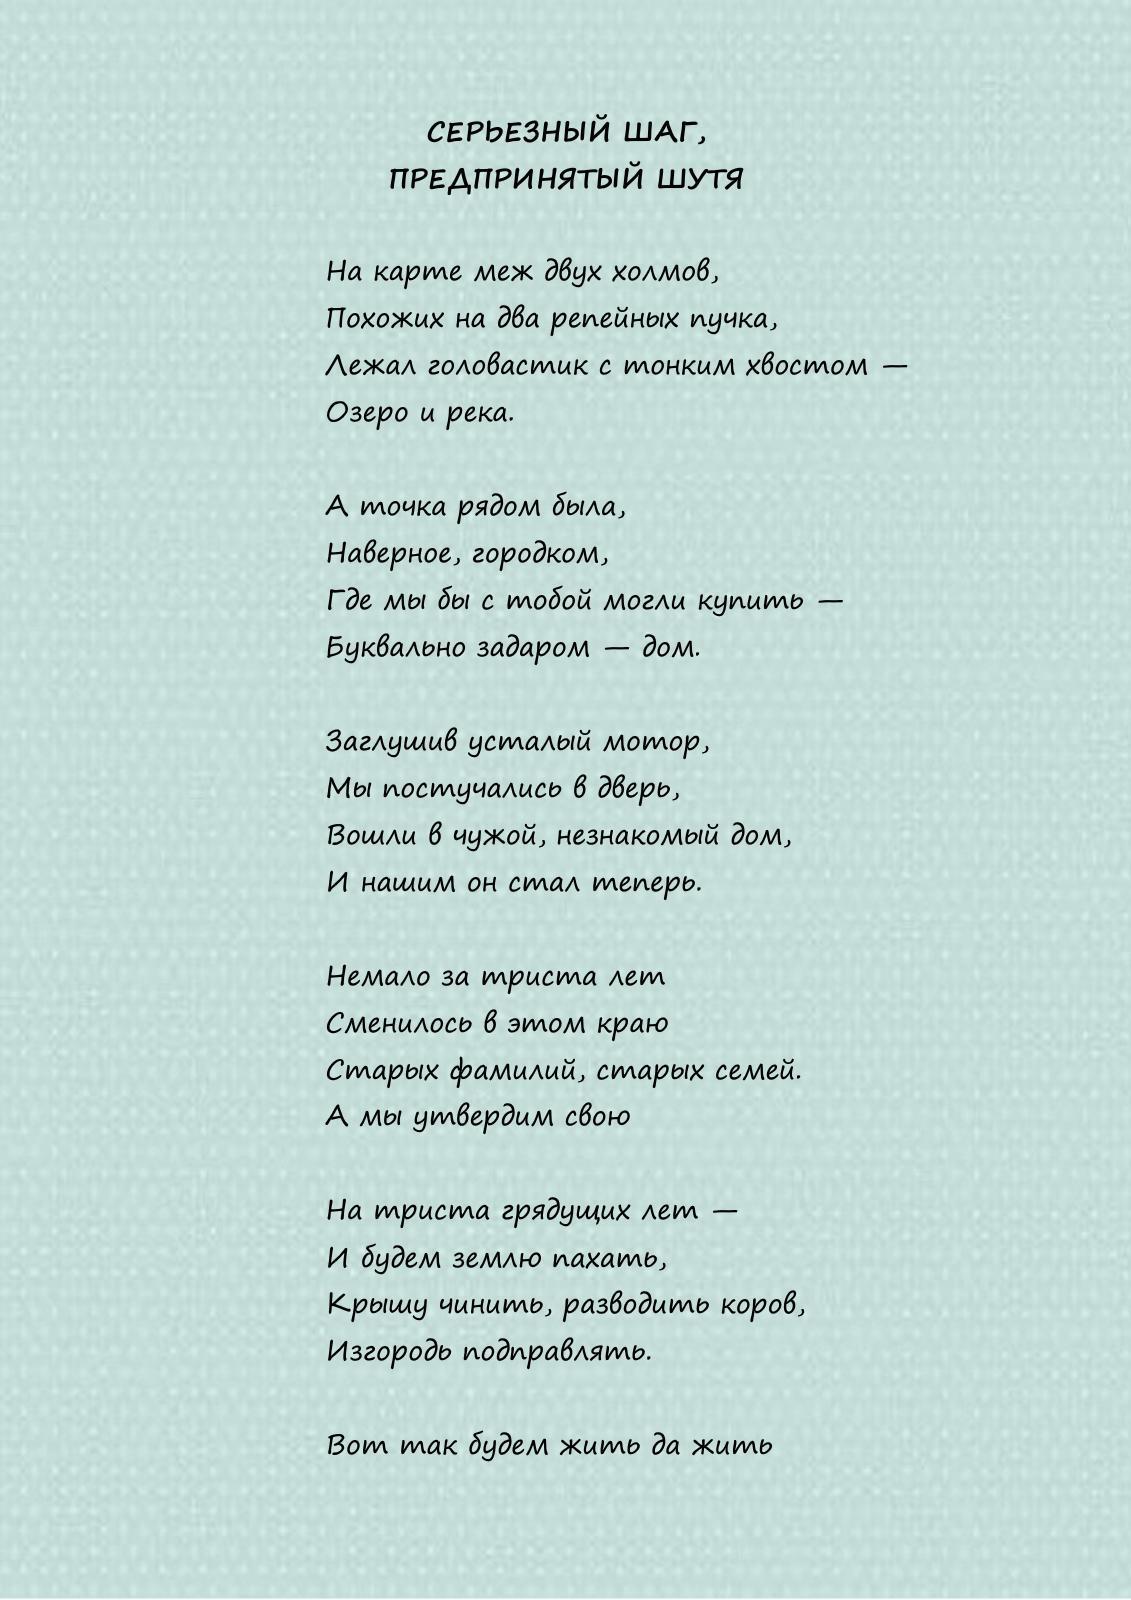 СЕРЬЕЗНЫЙ ШАГ,
ПРЕДПРИНЯТЫЙ ШУТЯ
На карте меж двух холмов,
Похожих на два репейных пучка,
Лежал головастик с тонким хвостом —
Озеро и река.
А точка рядом была,
Наверное, городком,
Где мы бы с тобой могли купить —
Буквально задаром — дом.
Заглушив усталый мотор,
Мы постучались в дверь,
Вошли в чужой, незнакомый дом,
И нашим он стал теперь.
Немало за триста лет
Сменилось в этом краю
Старых фамилий, старых семей.
А мы утвердим свою
На триста грядущих лет —
И будем землю пахать,
Крышу чинить, разводить коров,
Изгородь подправлять.
Вот так будем жить да жить